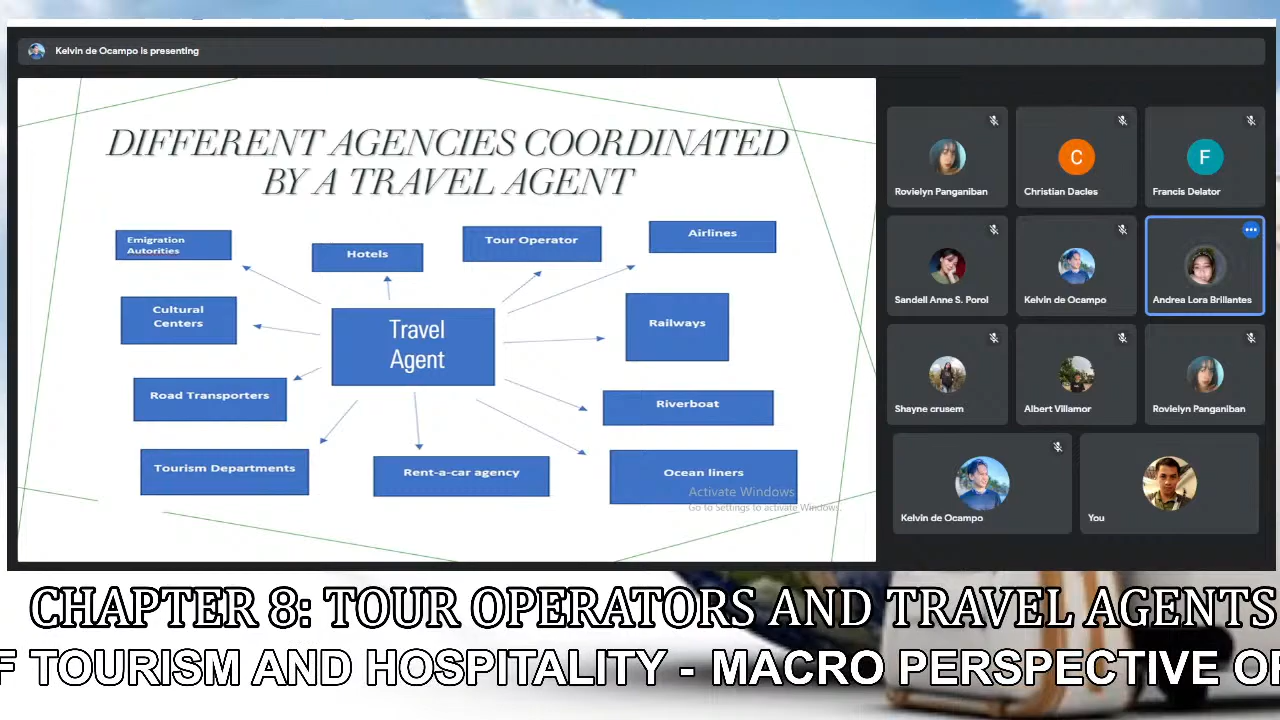 Kelvin de Ocampo is presenting
DIFFERENT AGENCIES COORDINATED
BY A TRAVEL AGENT
Emigration
Autorities
Hotels
Tour Operator
Airlines
Cultural
Centers
Travel
Agent
Railways
Road Transporters
Riverboat
Tourism Departments
Rent-a-car agency
Ocean liners
Activate Windows
Go to Settings to activate Windows.
Rovielyn Panganiban
C
Christian Dacles
F
Francis Delator
Sandell Anne S. Porol
Kelvin de Ocampo
Andrea Lora Brillantes
Shayne crusem
Albert Villamor
Rovielyn Panganiban
Kelvin de Ocampo
You
CHAPTER 8: TOUR OPERATORS AND TRAVEL AGENTS
F TOURISM AND HOSPITALITY - MACRO PERSPECTIVE OF